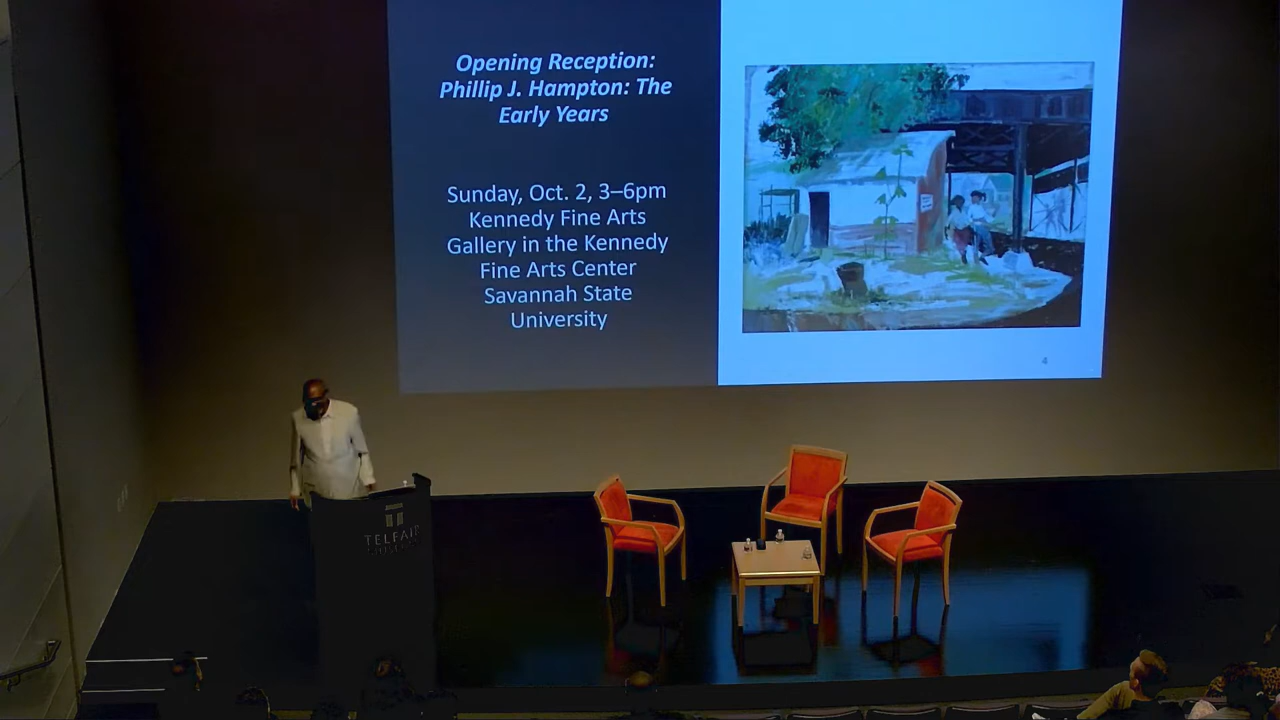 Opening Reception:
Phillip J. Hampton: The
Early Years
Sunday, Oct. 2, 3–6pm
Kennedy Fine Arts
Gallery in the Kennedy
Fine Arts Center
Savannah State
University
4
TELFAIR